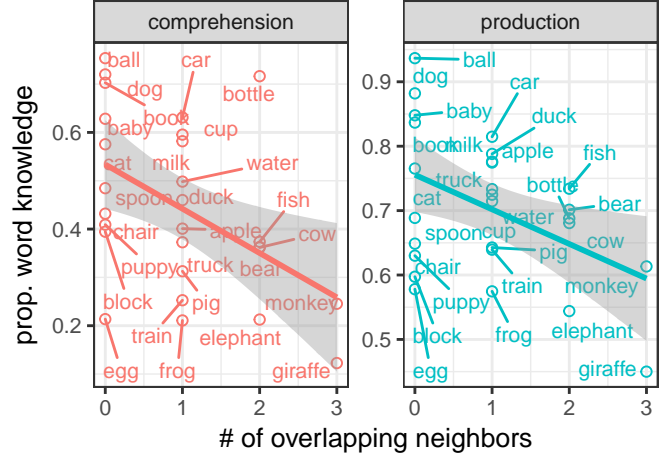 comprehension
production
prop. word knowledge
0.6
0.4
0.2
ball
car
dog
bottle
book
baby
cup
cat
milk
water
spoon
duck
fish
chair
apple
cow
puppy
truck
bear
block
pig
monkey
train
elephant
egg
frog
giraffe
0 1 2 3
0.9
0.8
0.7
0.6
0.5
ball
dog
car
baby
duck
book
milk
apple
fish
truck
bottle
bear
cat
water
spoon
cup
cow
chair
pig
puppy
train
monkey
block
frog
elephant
egg
giraffe
0 1 2 3
# of overlapping neighbors